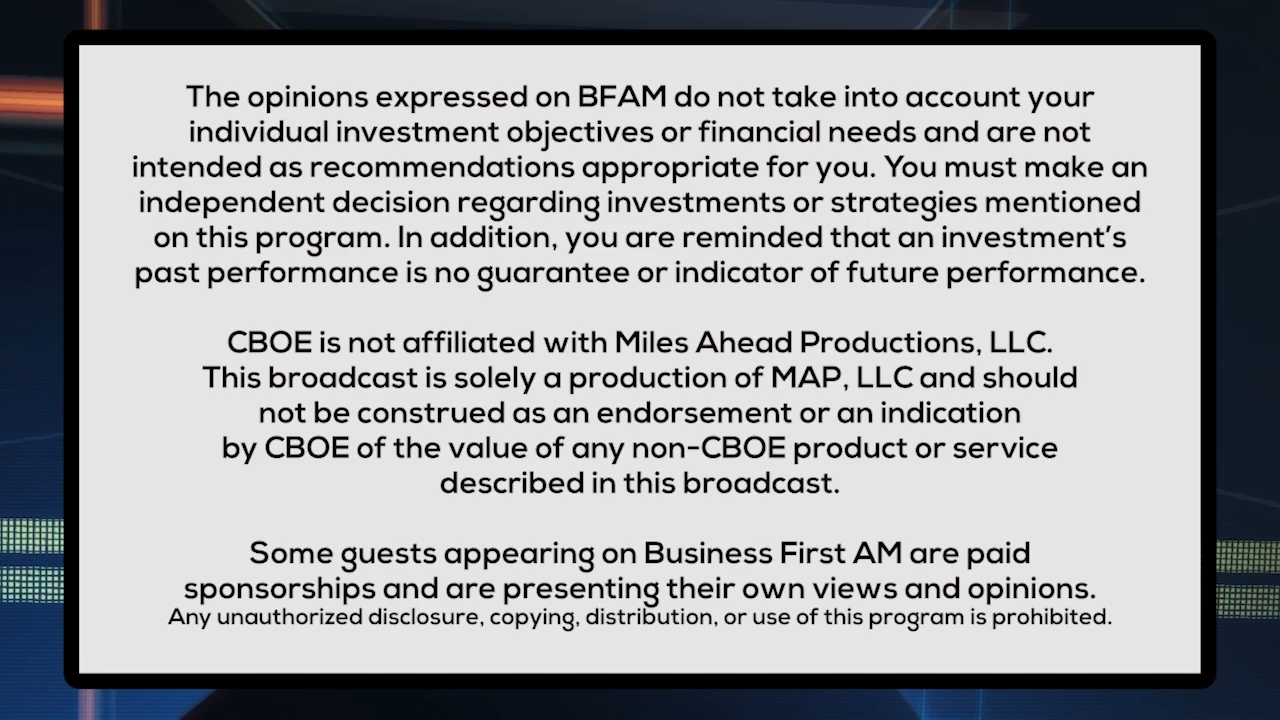 The opinions expressed on BFAM do not take into account your
individual investment objectives or financial needs and are not
intended as recommendations appropriate for you. You must make an
independent decision regarding investments or strategies mentioned
on this program. In addition, you are reminded that an investment's
past performance is no guarantee or indicator of future performance.
CBOE is not affiliated with Miles Ahead Productions, LLC.
This broadcast is solely a production of MAP, LLC and should
not be construed as an endorsement or an indication
by CBOE of the value of any non-CBOE product or service
described in this broadcast.
Some guests appearing on Business First AM are paid
sponsorships and are presenting their own views and opinions.
Any unauthorized disclosure, copying, distribution, or use of this program is prohibited.